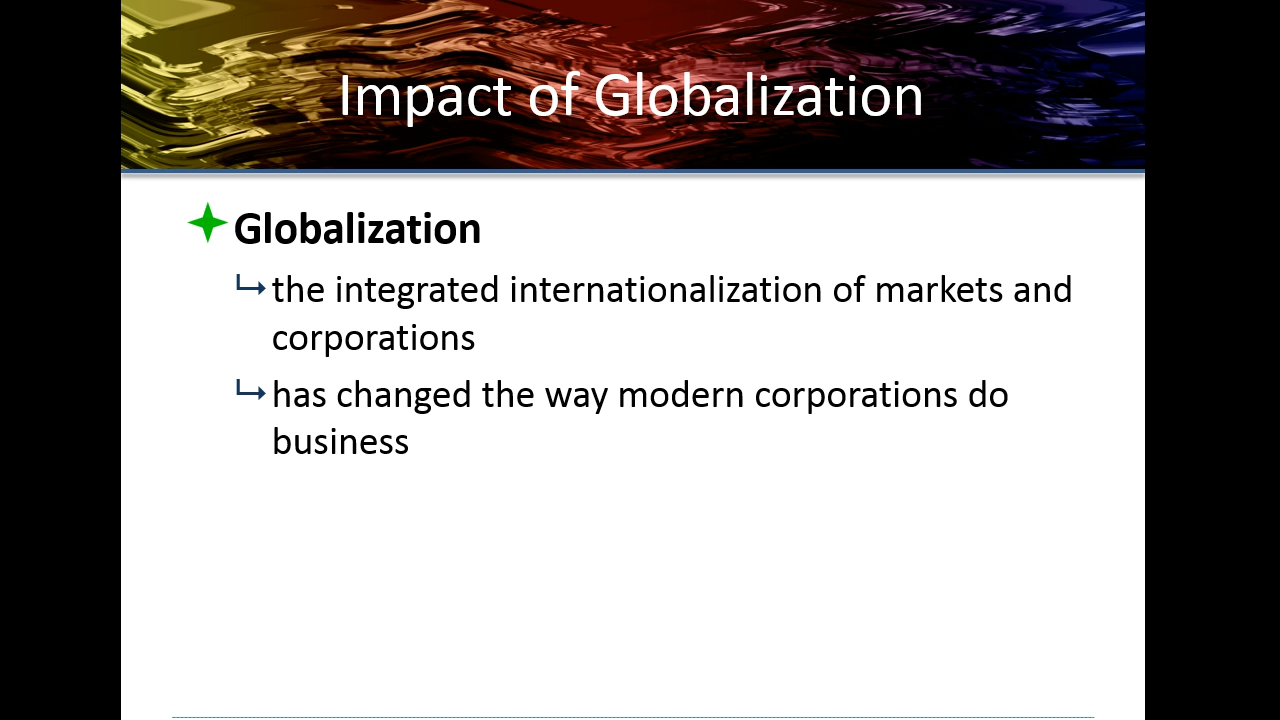 Impact of Globalization
Globalization
the integrated internationalization of markets and
corporations
has changed the way modern corporations do
business